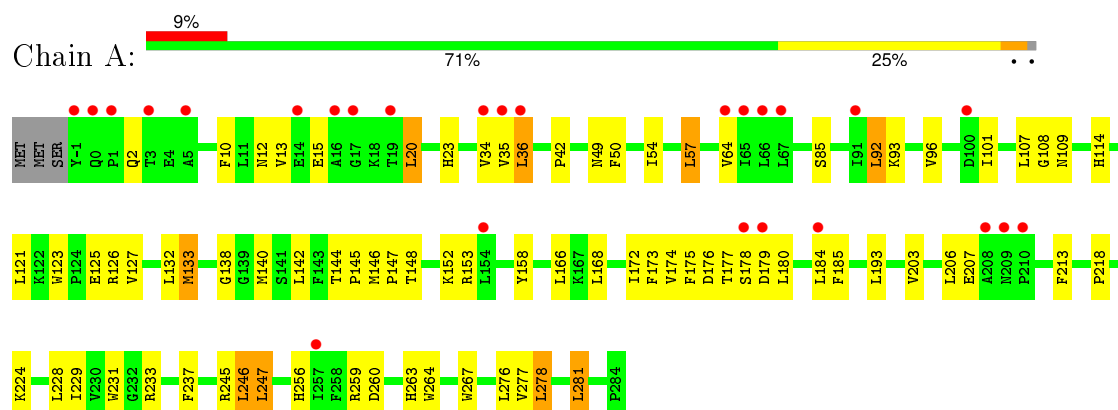 9%
Chain A:
71% 25%
MET MET SER Y-1 Q0 P1 Q2 T3 E4 A5 F10 L11 N12 V13 E14 E15 A16 G17 K18 T19 L20 H23 V34 V35 L36 P42 N49 F50 I54 L57 V64 I65 L66 L67 S85 I91 L92 K93 V96 D100 I101 L107 G108 N109 H114
L121 K122 W123 P124 E125 R126 V127 L132 M133 G138 G139 M140 S141 L142 F143 T144 P145 M146 P147 T148 K152 R153 L154 Y158 L166 K167 L168 I172 F173 V174 F175 D176 T177 S178 D179 L180 L184 F185 L193 V203 L206 E207 A208 N209 P210 F213 P218
K224 L228 I229 V230 W231 G232 R233 F237 R245 L246 L247 H256 I257 F258 R259 D260 H263 W264 W267 L276 V277 L278 L281 P284